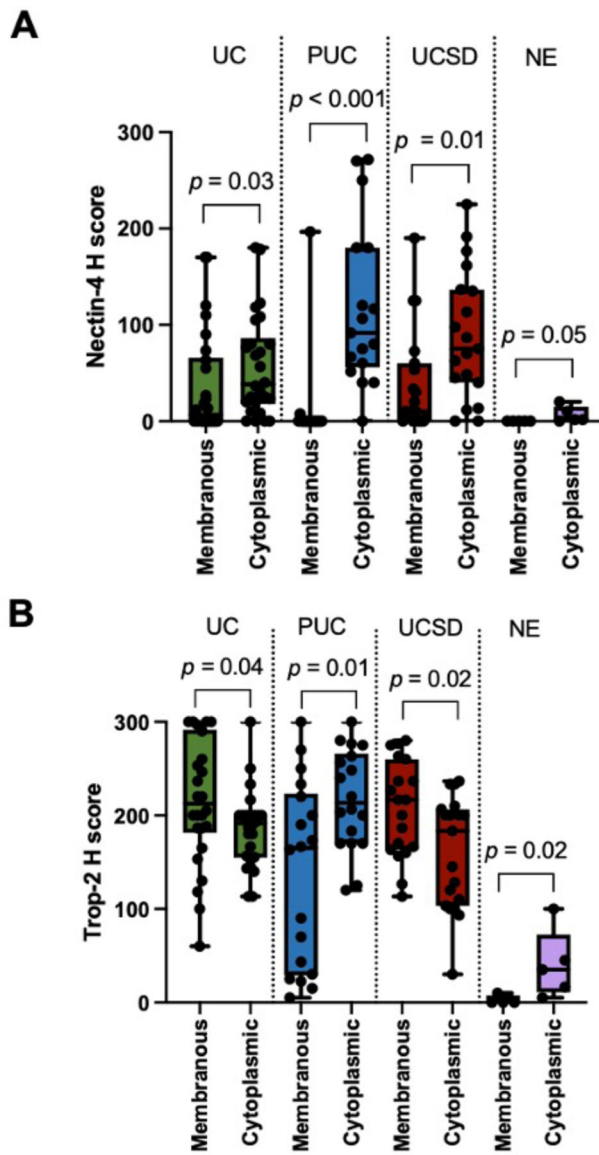 A
UC PUC UCSD NE
p < 0.001
p = 0.01
p = 0.03
p = 0.05
300
200
100
0
Nectin-4 H score
Membranous Cytoplasmic Membranous Cytoplasmic Membranous Cytoplasmic Membranous Cytoplasmic
B
UC PUC UCSD NE
p = 0.04 p = 0.01 p = 0.02
p = 0.02
300
200
100
0
Trop-2 H score
Membranous Cytoplasmic Membranous Cytoplasmic Membranous Cytoplasmic Membranous Cytoplasmic